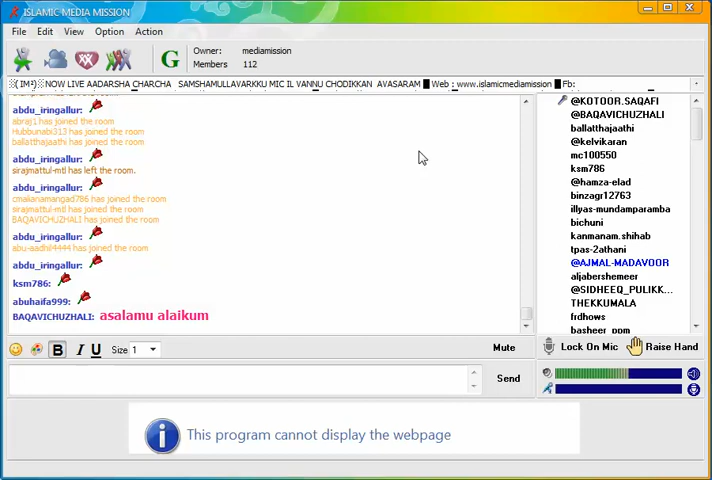 ISLAMIC MEDIA MISSION
File Edit View Option Action
Owner: mediamission
Members 112
G
(IM²) NOW LIVE AADARSHA CHARCHA SAMSHAMULLAVARKKU MIC IL VANNU CHODIKKAN AVASARAM Web : www.islamicmediamission Fb:
abdu_iringallur:
abraj1 has joined the room
Hubbunabi313 has joined the room
ballathajaathi has joined the room
abdu_iringallur:
sirajmattul-mtl has left the room.
abdu_iringallur:
cmakanamangad786 has joined the room
sirajmattul-mtl has joined the room
BAQAVICHUZHALI has joined the room
abdu_iringallur:
abu-aadhil4444 has joined the room
abdu_iringallur:
ksm786:
abuhaifa999:
BAQAVICHUZHALI: asalamu alaikum
@KOTOOR.SAQAFI
@BAQAVICHUZHALI
ballathajaathi
@kelvikaran
mc100550
ksm786
@hamza-elad
binzagr12763
illyas-mundamparamba
bichuni
kanmanam.shihab
tpas-2athani
@AJMAL-MADAVOOR
aljabershemeer
@SIDHEEQ_PULIKK...
THEKKUMALA
frdhows
basheer_ppm
B I U Size 1 Mute
Lock On Mic Raise Hand
Send
This program cannot display the webpage